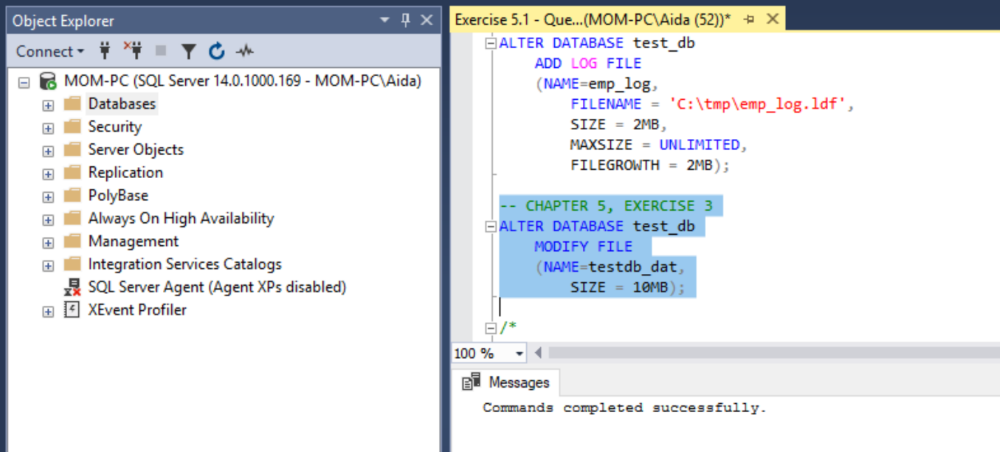 Object Explorer
Connect
MOM-PC (SQL Server 14.0.1000.169 - MOM-PC\Aida)
Databases
Security
Server Objects
Replication
PolyBase
Always On High Availability
Management
Integration Services Catalogs
SQL Server Agent (Agent XPs disabled)
XEvent Profiler
Exercise 5.1 - Que...(MOM-PC\Aida (52))*
ALTER DATABASE test_db
ADD LOG FILE
(NAME=emp_log,
FILENAME = 'C:\tmp\emp_log.ldf',
SIZE = 2MB,
MAXSIZE = UNLIMITED,
FILEGROWTH = 2MB);
-- CHAPTER 5, EXERCISE 3
ALTER DATABASE test_db
MODIFY FILE
(NAME=testdb_dat,
SIZE = 10MB);
/*
100 %
Messages
Commands completed successfully.